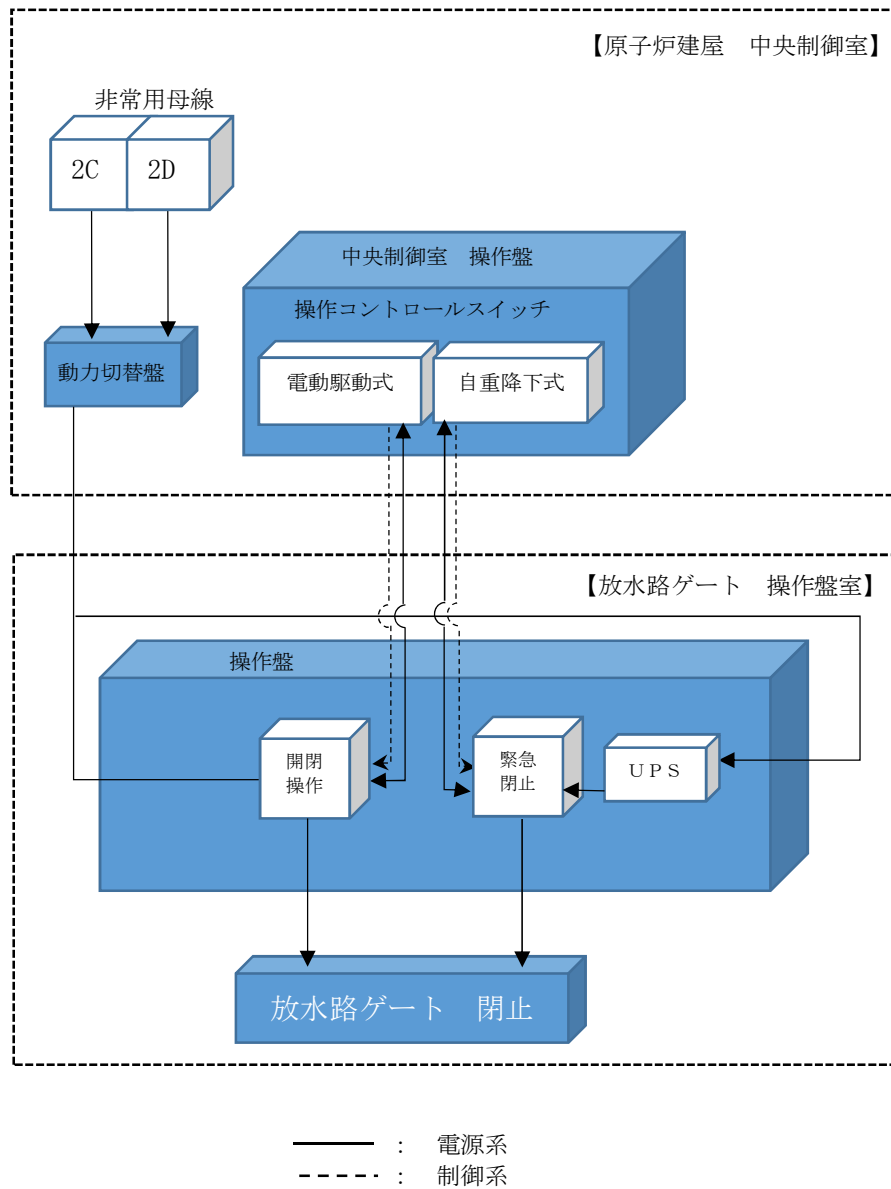 【原子炉建屋　中央制御室】
非常用母線
2C
2D
中央制御室　操作盤
操作コントロールスイッチ
動力切替盤
電動駆動式
自重降下式
【放水路ゲート　操作盤室】
操作盤
開閉
操作
緊急
閉止
ＵＰＳ
放水路ゲート　閉止
：　電源系
：　制御系